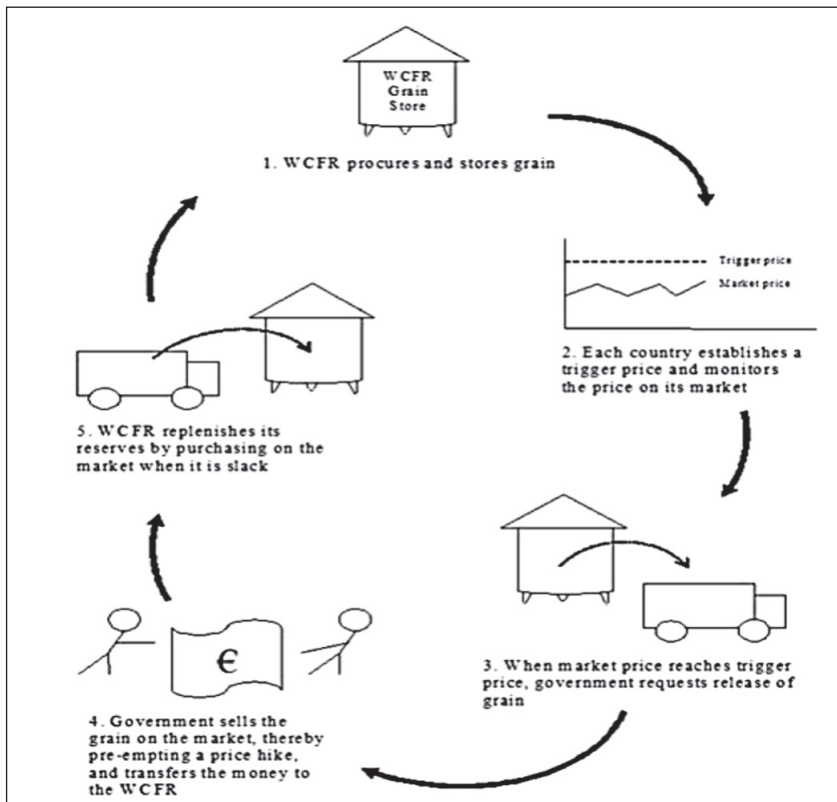 WCFR
Grain
Store
1. WCFR procures and stores grain
Trigger price
Market price
2. Each country establishes a
trigger price and monitors
the price on its market
3. When market price reaches trigger
price, government requests release of
grain
€
4. Government sells the
grain on the market, thereby
pre-empting a price hike,
and transfers the money to
the WCFR
5. WCFR replenishes its
reserves by purchasing on the
market when it is slack